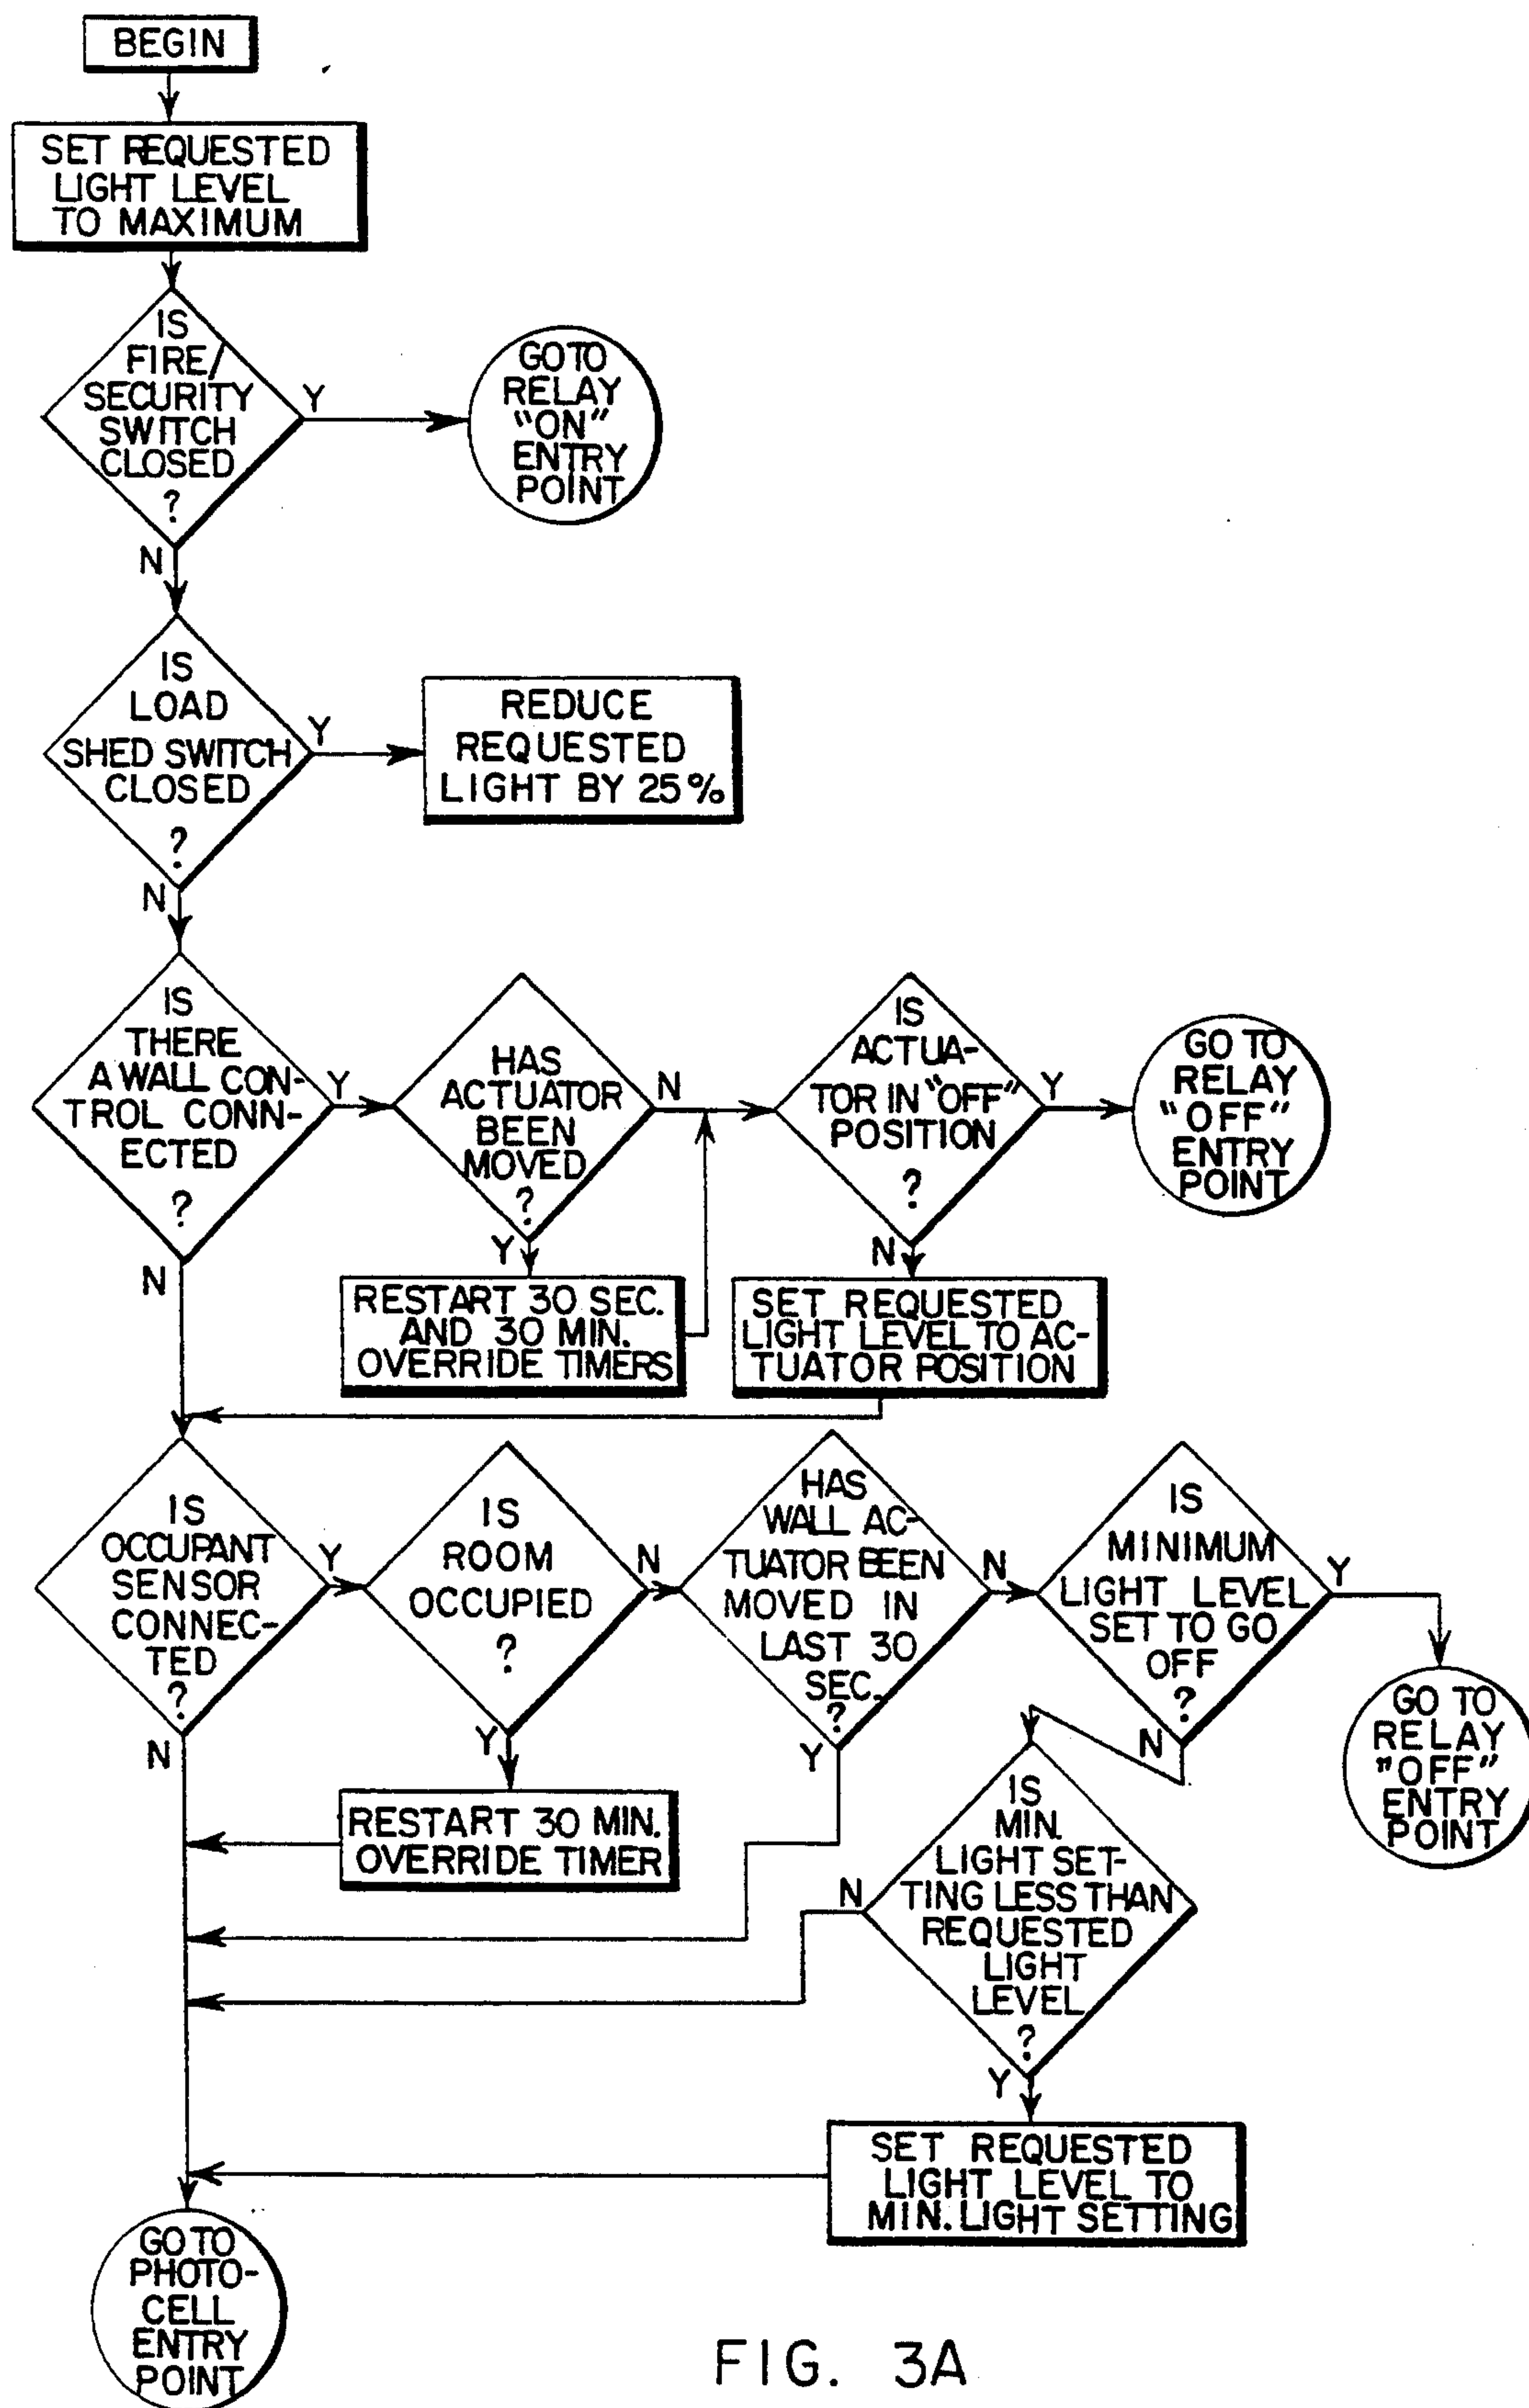 BEGIN
SET REQUESTED
LIGHT LEVEL
TO MAXIMUM
IS
FIRE/
SECURITY
SWITCH
CLOSED
?
Y
N
GO TO
RELAY
"ON"
ENTRY
POINT
IS
LOAD
SHED SWITCH
CLOSED
?
Y
N
REDUCE
REQUESTED
LIGHT BY 25%
IS
THERE
A WALL CON-
TROL CONN-
ECTED
?
Y
N
HAS
ACTUATOR
BEEN
MOVED
?
N
Y
IS
ACTUA-
TOR IN "OFF"
POSITION
?
Y
N
GO TO
RELAY
"OFF"
ENTRY
POINT
RESTART 30 SEC.
AND 30 MIN.
OVERRIDE TIMERS
SET REQUESTED
LIGHT LEVEL TO AC-
TUATOR POSITION
IS
OCCUPANT
SENSOR
CONNEC-
TED
?
Y
N
IS
ROOM
OCCUPIED
?
N
Y
HAS
WALL AC-
TUATOR BEEN
MOVED IN
LAST 30
SEC.
?
N
Y
IS
MINIMUM
LIGHT LEVEL
SET TO GO
OFF
?
Y
N
GO TO
RELAY
"OFF"
ENTRY
POINT
RESTART 30 MIN.
OVERRIDE TIMER
IS
MIN.
LIGHT SET-
TING LESS THAN
REQUESTED
LIGHT
LEVEL
?
N
Y
SET REQUESTED
LIGHT LEVEL TO
MIN. LIGHT SETTING
GO TO
PHOTO-
CELL
ENTRY
POINT
FIG. 3A